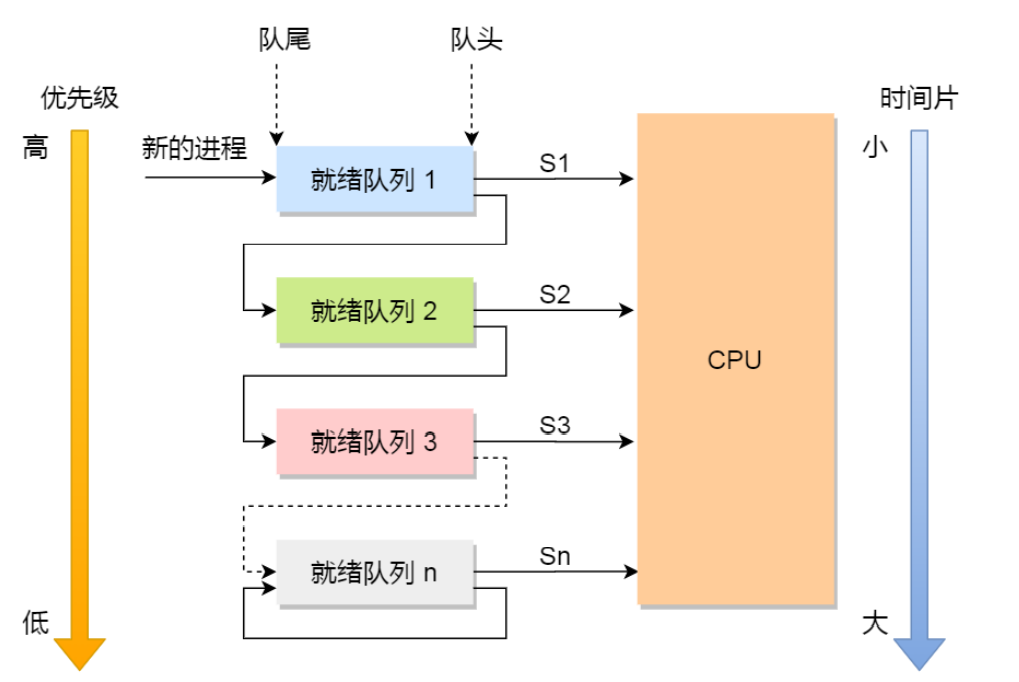 队尾
队头
优先级
时间片
高
新的进程
小
就绪队列 1
S1
就绪队列 2
S2
CPU
就绪队列 3
S3
就绪队列 n
Sn
低
大